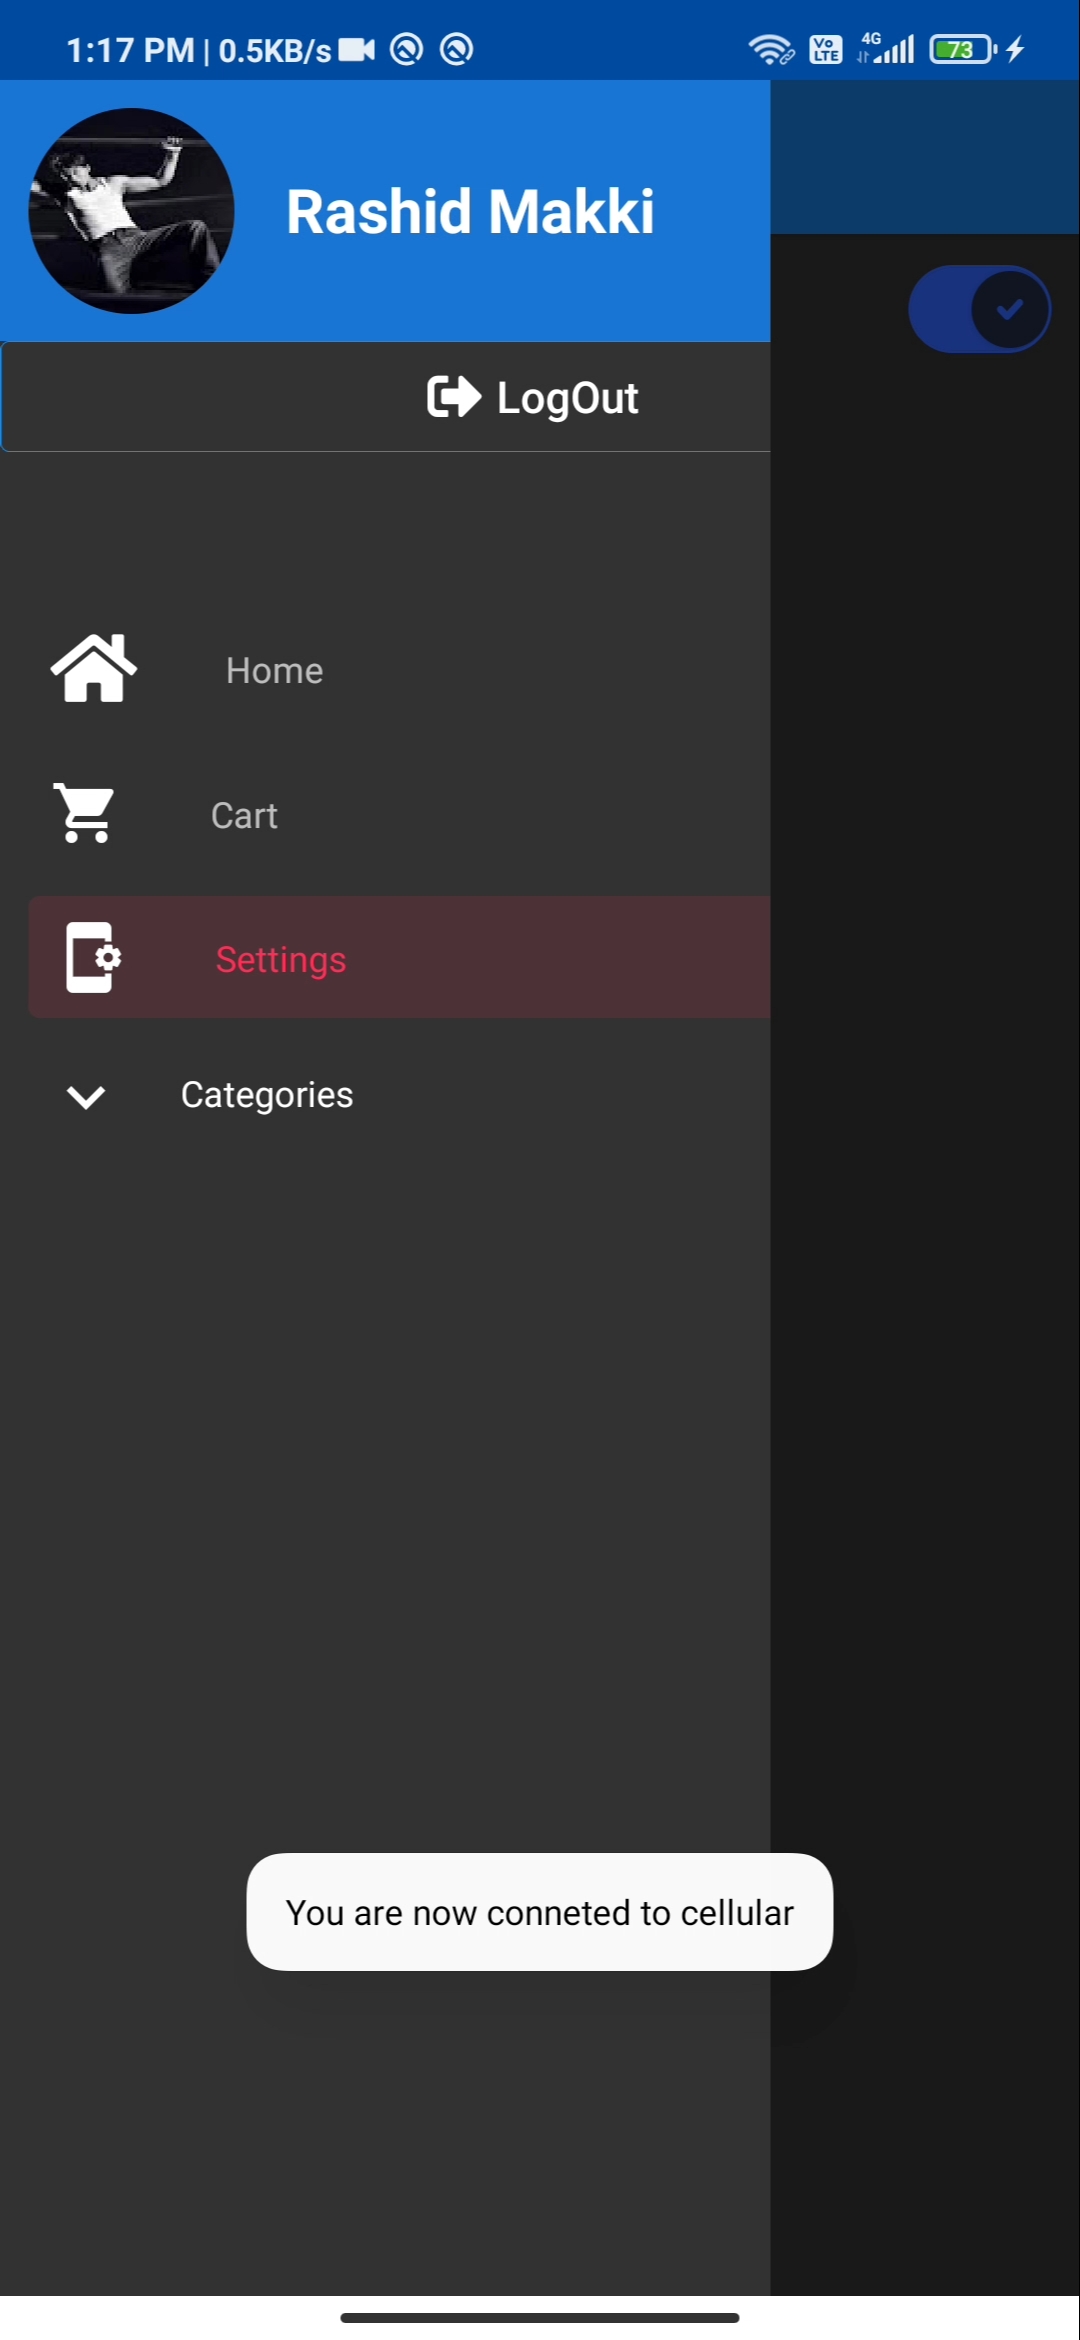 1:17 PM | 0.5KB/s Vo LTE 4G 73
Rashid Makki
LogOut
Home
Cart
Settings
Categories
You are now conneted to cellular